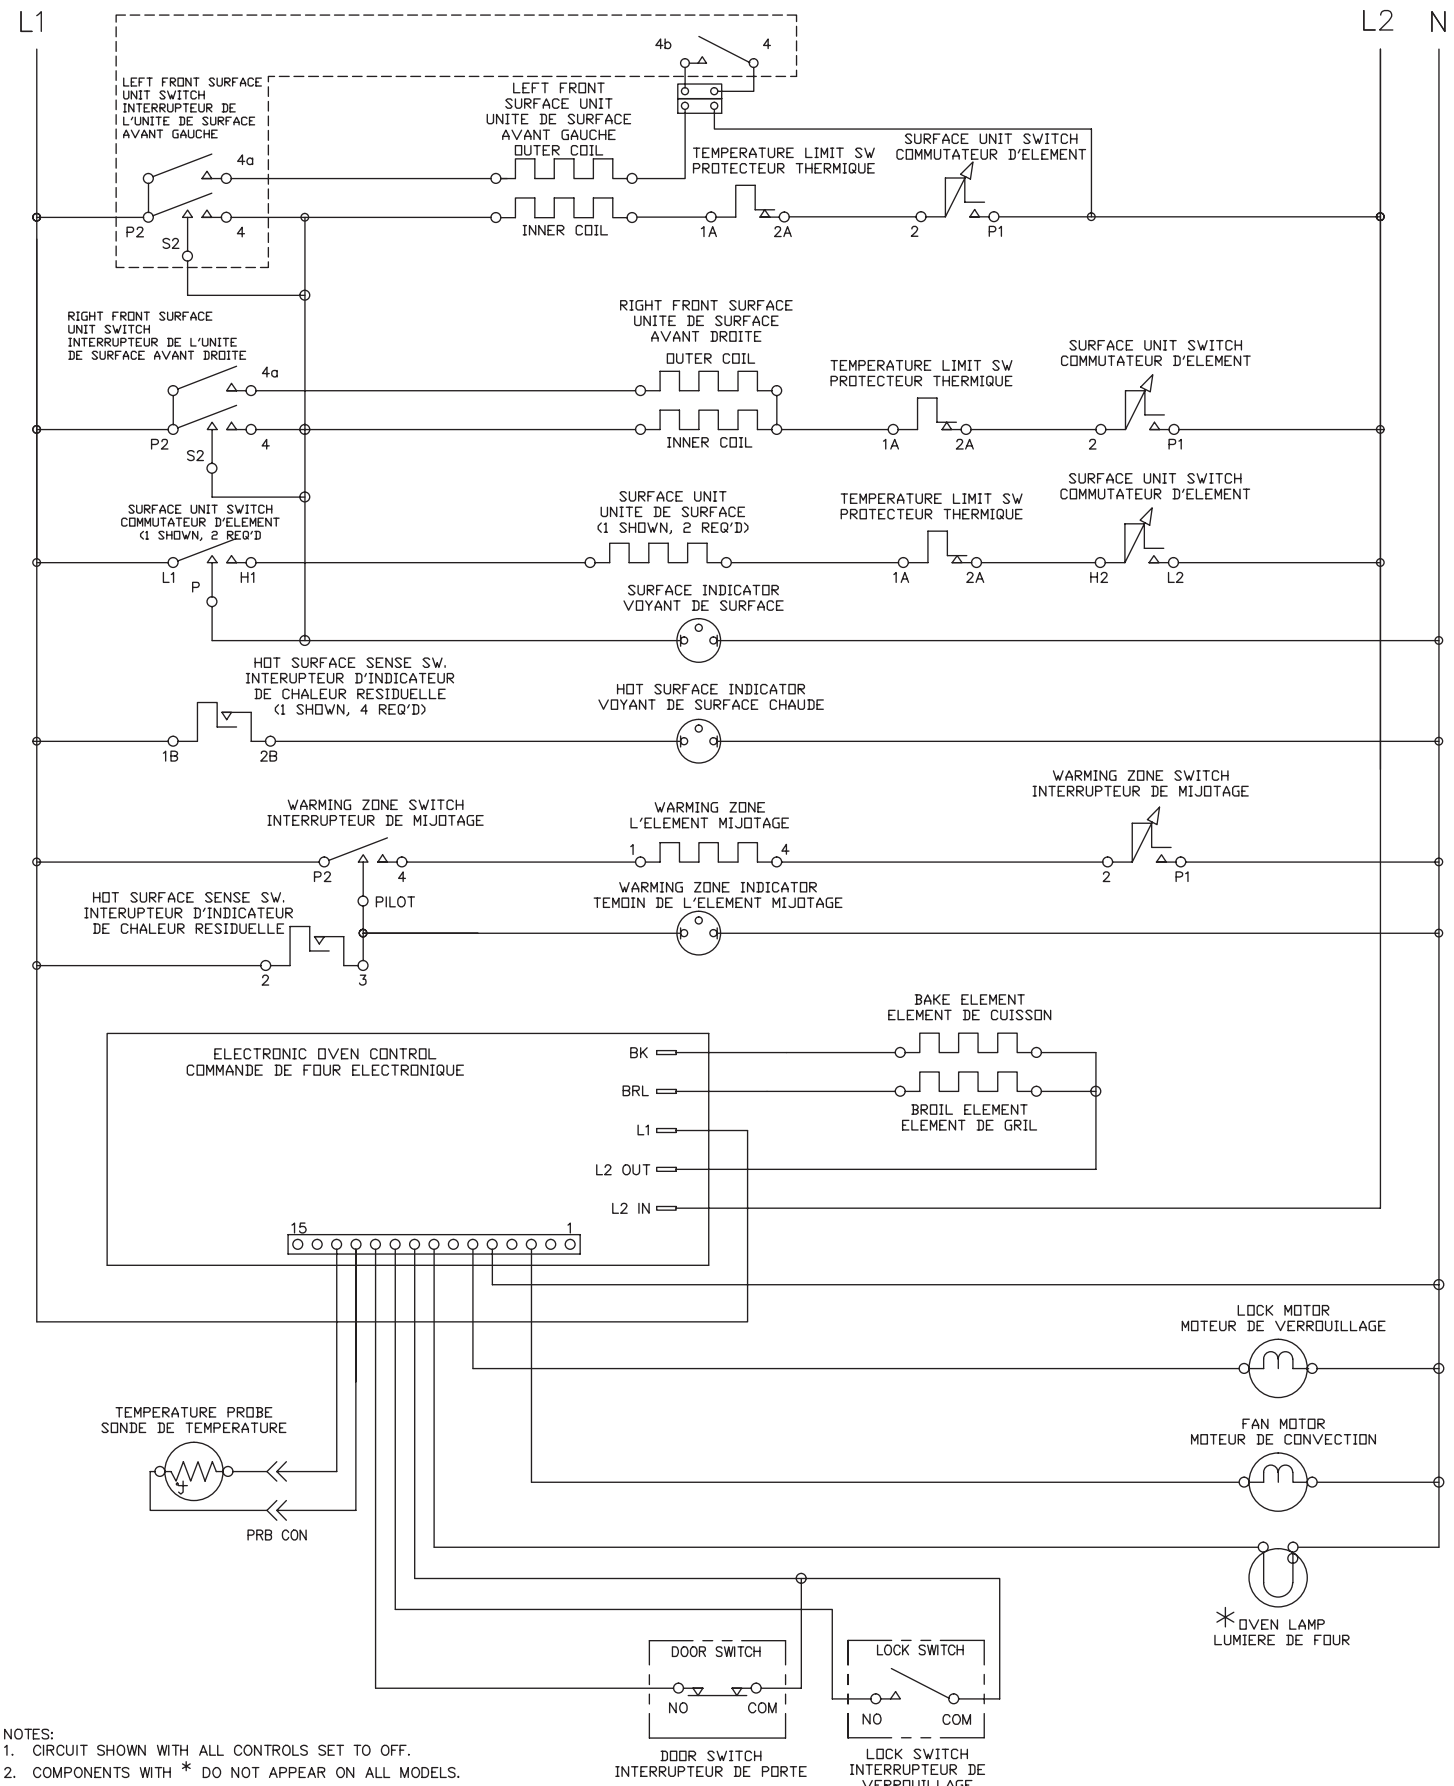 L1
L2 N
4b
4
LEFT FRONT SURFACE
UNIT SWITCH
INTERRUPTEUR DE
L'UNITE DE SURFACE
AVANT GAUCHE
LEFT FRONT
SURFACE UNIT
UNITE DE SURFACE
AVANT GAUCHE
OUTER COIL
TEMPERATURE LIMIT SW
PROTECTEUR THERMIQUE
SURFACE UNIT SWITCH
COMMUTATEUR D'ELEMENT
4a
P2
S2
4
INNER COIL
1A
2A
2
P1
RIGHT FRONT SURFACE
UNIT SWITCH
INTERRUPTEUR DE L'UNITE
DE SURFACE AVANT DROITE
RIGHT FRONT SURFACE
UNITE DE SURFACE
AVANT DROITE
OUTER COIL
TEMPERATURE LIMIT SW
PROTECTEUR THERMIQUE
SURFACE UNIT SWITCH
COMMUTATEUR D'ELEMENT
4a
P2
S2
4
INNER COIL
1A
2A
2
P1
SURFACE UNIT SWITCH
COMMUTATEUR D'ELEMENT
(1 SHOWN, 2 REQ'D
SURFACE UNIT
UNITE DE SURFACE
(1 SHOWN, 2 REQ'D)
TEMPERATURE LIMIT SW
PROTECTEUR THERMIQUE
SURFACE UNIT SWITCH
COMMUTATEUR D'ELEMENT
L1
P
H1
1A
2A
H2
L2
SURFACE INDICATOR
VOYANT DE SURFACE
HOT SURFACE SENSE SW.
INTERUPTEUR D'INDICATEUR
DE CHALEUR RESIDUELLE
(1 SHOWN, 4 REQ'D)
HOT SURFACE INDICATOR
VOYANT DE SURFACE CHAUDE
1B
2B
WARMING ZONE SWITCH
INTERRUPTEUR DE MIJOTAGE
WARMING ZONE
L'ELEMENT MIJOTAGE
WARMING ZONE SWITCH
INTERRUPTEUR DE MIJOTAGE
P2
4
1
4
2
P1
PILOT
HOT SURFACE SENSE SW.
INTERUPTEUR D'INDICATEUR
DE CHALEUR RESIDUELLE
WARMING ZONE INDICATOR
TEMOIN DE L'ELEMENT MIJOTAGE
2
3
ELECTRONIC OVEN CONTROL
COMMANDE DE FOUR ELECTRONIQUE
BK
BRL
L1
L2 OUT
L2 IN
15
1
BAKE ELEMENT
ELEMENT DE CUISSON
BROIL ELEMENT
ELEMENT DE GRIL
LOCK MOTOR
MOTEUR DE VERROUILLAGE
TEMPERATURE PROBE
SONDE DE TEMPERATURE
PRB CON
FAN MOTOR
MOTEUR DE CONVECTION
* OVEN LAMP
LUMIERE DE FOUR
DOOR SWITCH
NO
COM
DOOR SWITCH
INTERRUPTEUR DE PORTE
LOCK SWITCH
NO
COM
LOCK SWITCH
INTERRUPTEUR DE
VERROUILLAGE
NOTES:
1. CIRCUIT SHOWN WITH ALL CONTROLS SET TO OFF.
2. COMPONENTS WITH * DO NOT APPEAR ON ALL MODELS.